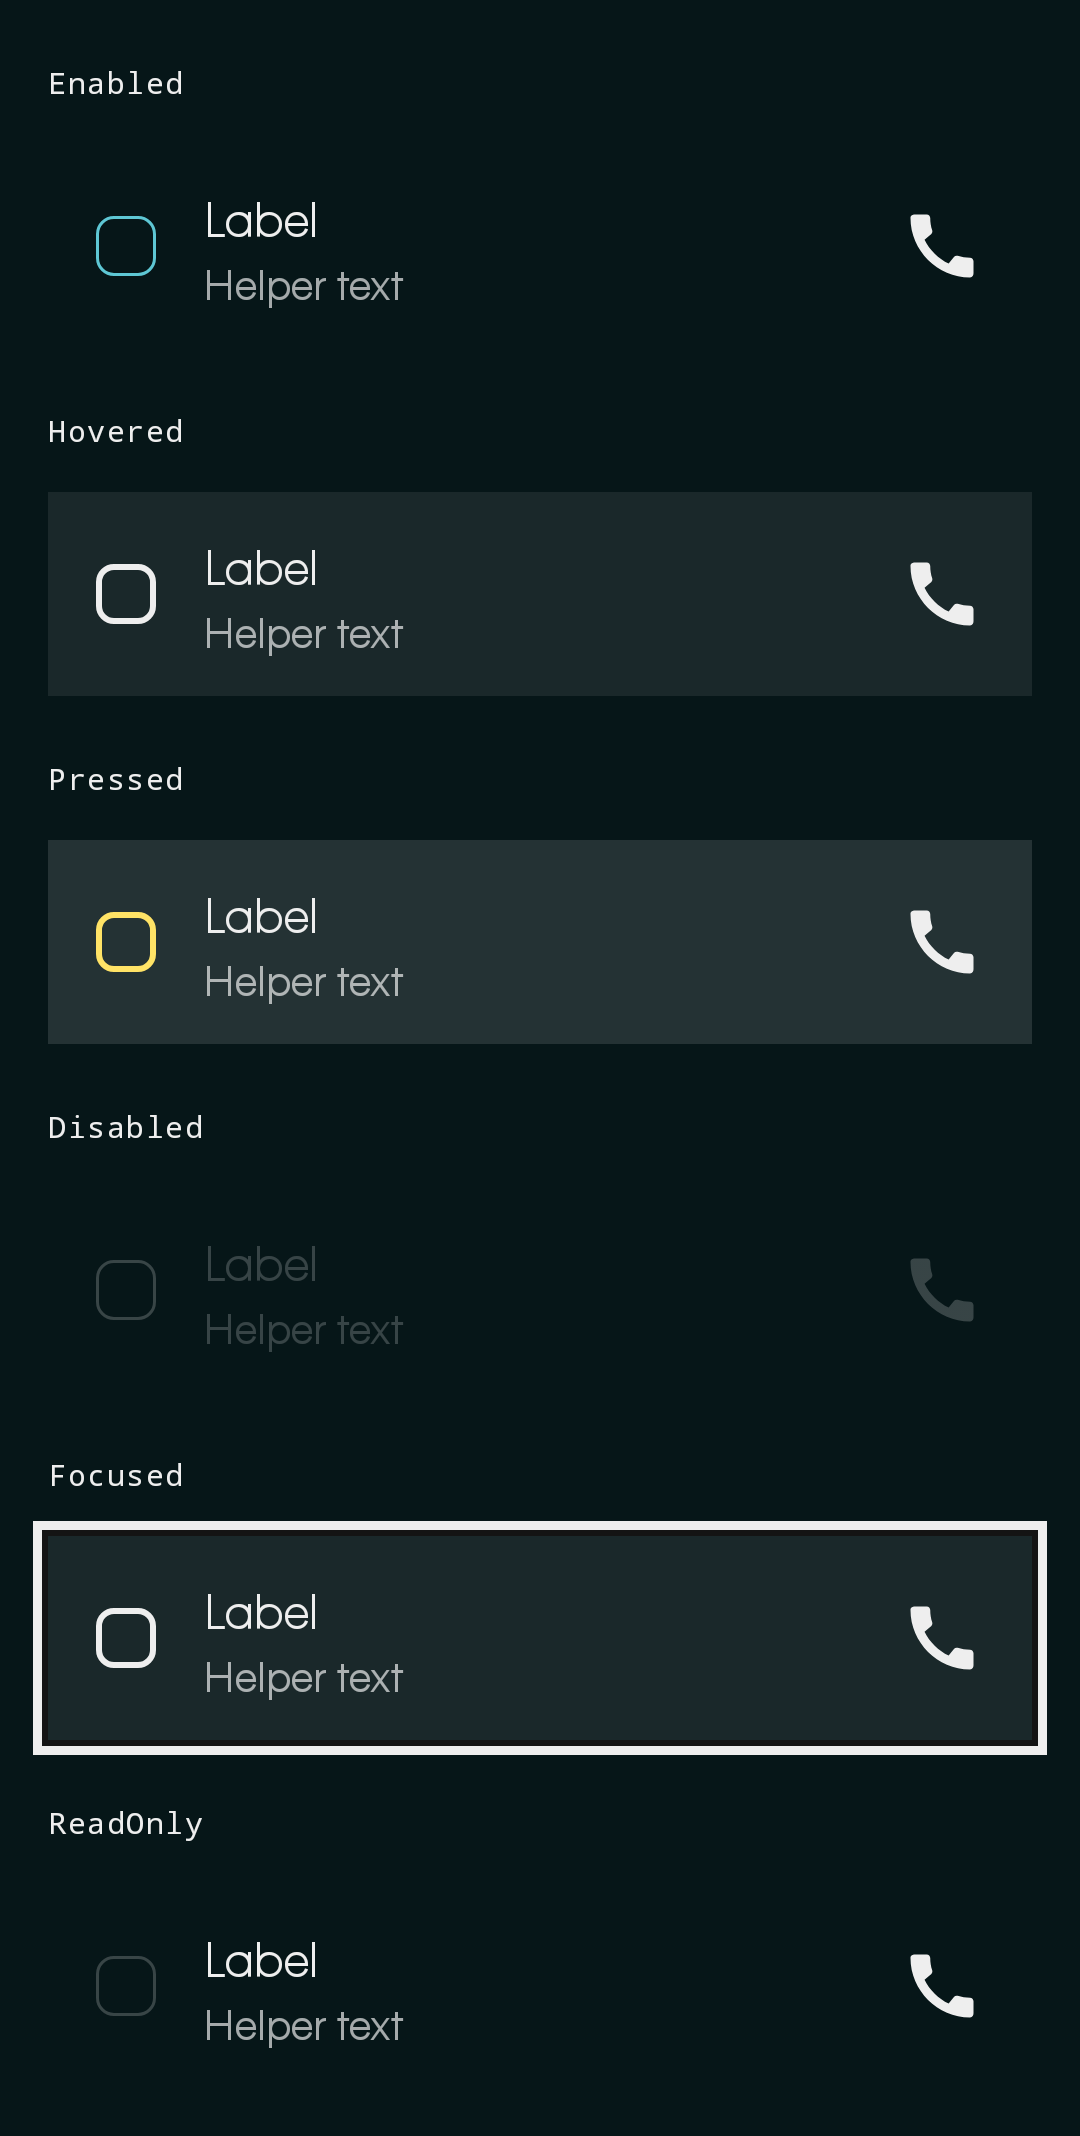 Enabled
Label
Helper text
Hovered
Label
Helper text
Pressed
Label
Helper text
Disabled
Label
Helper text
Focused
Label
Helper text
ReadOnly
Label
Helper text